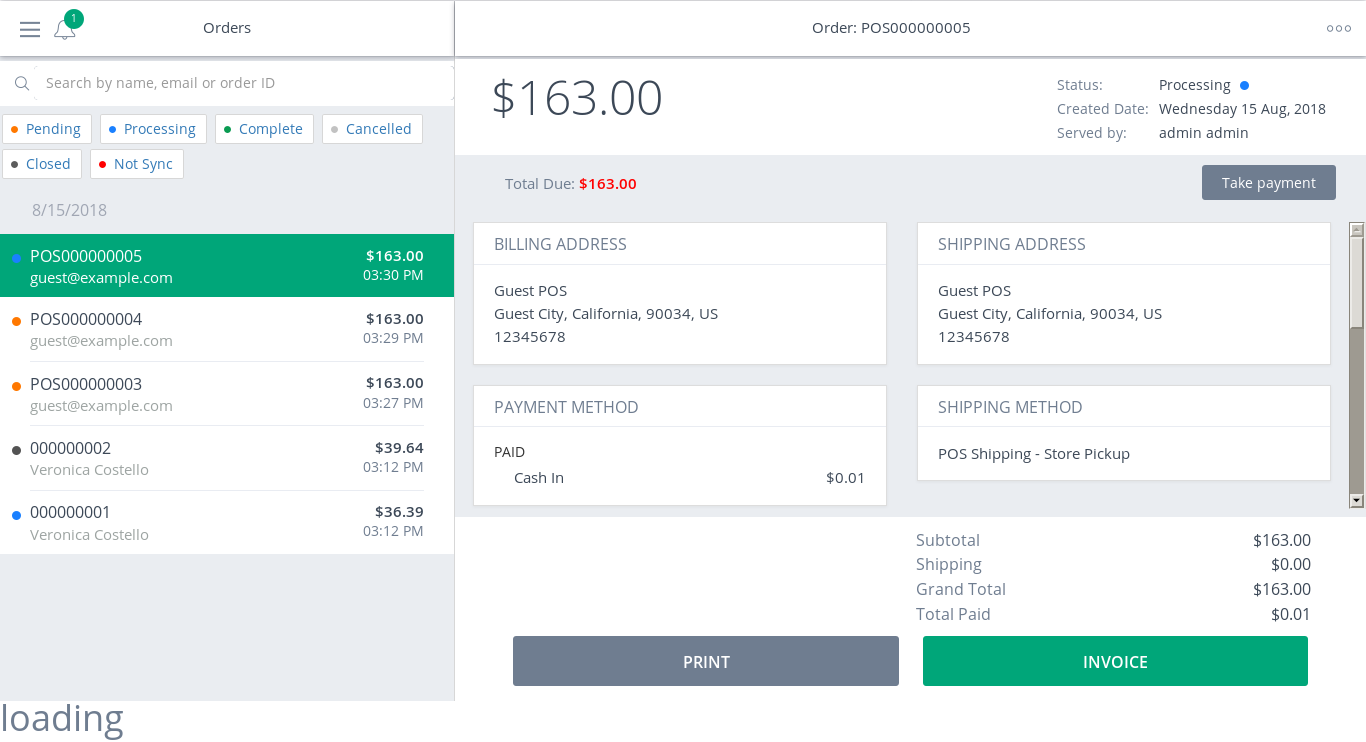 1
Orders
Order: POS000000005
Search by name, email or order ID
Pending
Processing
Complete
Cancelled
Closed
Not Sync
8/15/2018
POS000000005 $163.00
guest@example.com 03:30 PM
POS000000004 $163.00
guest@example.com 03:29 PM
POS000000003 $163.00
guest@example.com 03:27 PM
000000002 $39.64
Veronica Costello 03:12 PM
000000001 $36.39
Veronica Costello 03:12 PM
$163.00
Status: Processing
Created Date: Wednesday 15 Aug, 2018
Served by: admin admin
Total Due: $163.00
Take payment
BILLING ADDRESS
Guest POS
Guest City, California, 90034, US
12345678
SHIPPING ADDRESS
Guest POS
Guest City, California, 90034, US
12345678
PAYMENT METHOD
PAID
Cash In $0.01
SHIPPING METHOD
POS Shipping - Store Pickup
Subtotal $163.00
Shipping $0.00
Grand Total $163.00
Total Paid $0.01
PRINT
INVOICE
loading